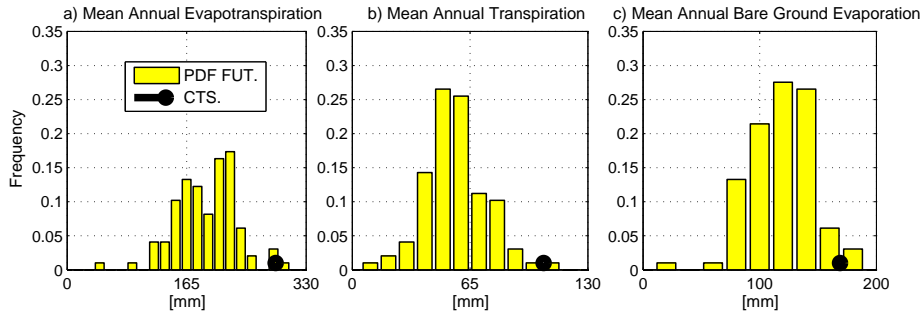 a) Mean Annual Evapotranspiration
0.35
0.3
0.25
0.2
0.15
0.1
0.05
0
Frequency
PDF FUT.
CTS.
0 165 333
[mm]
b) Mean Annual Transpiration
0.35
0.3
0.25
0.2
0.15
0.1
0.05
0
0 65 130
[mm]
c) Mean Annual Bare Ground Evaporation
0.35
0.3
0.25
0.2
0.15
0.1
0.05
0
0 100 200
[mm]